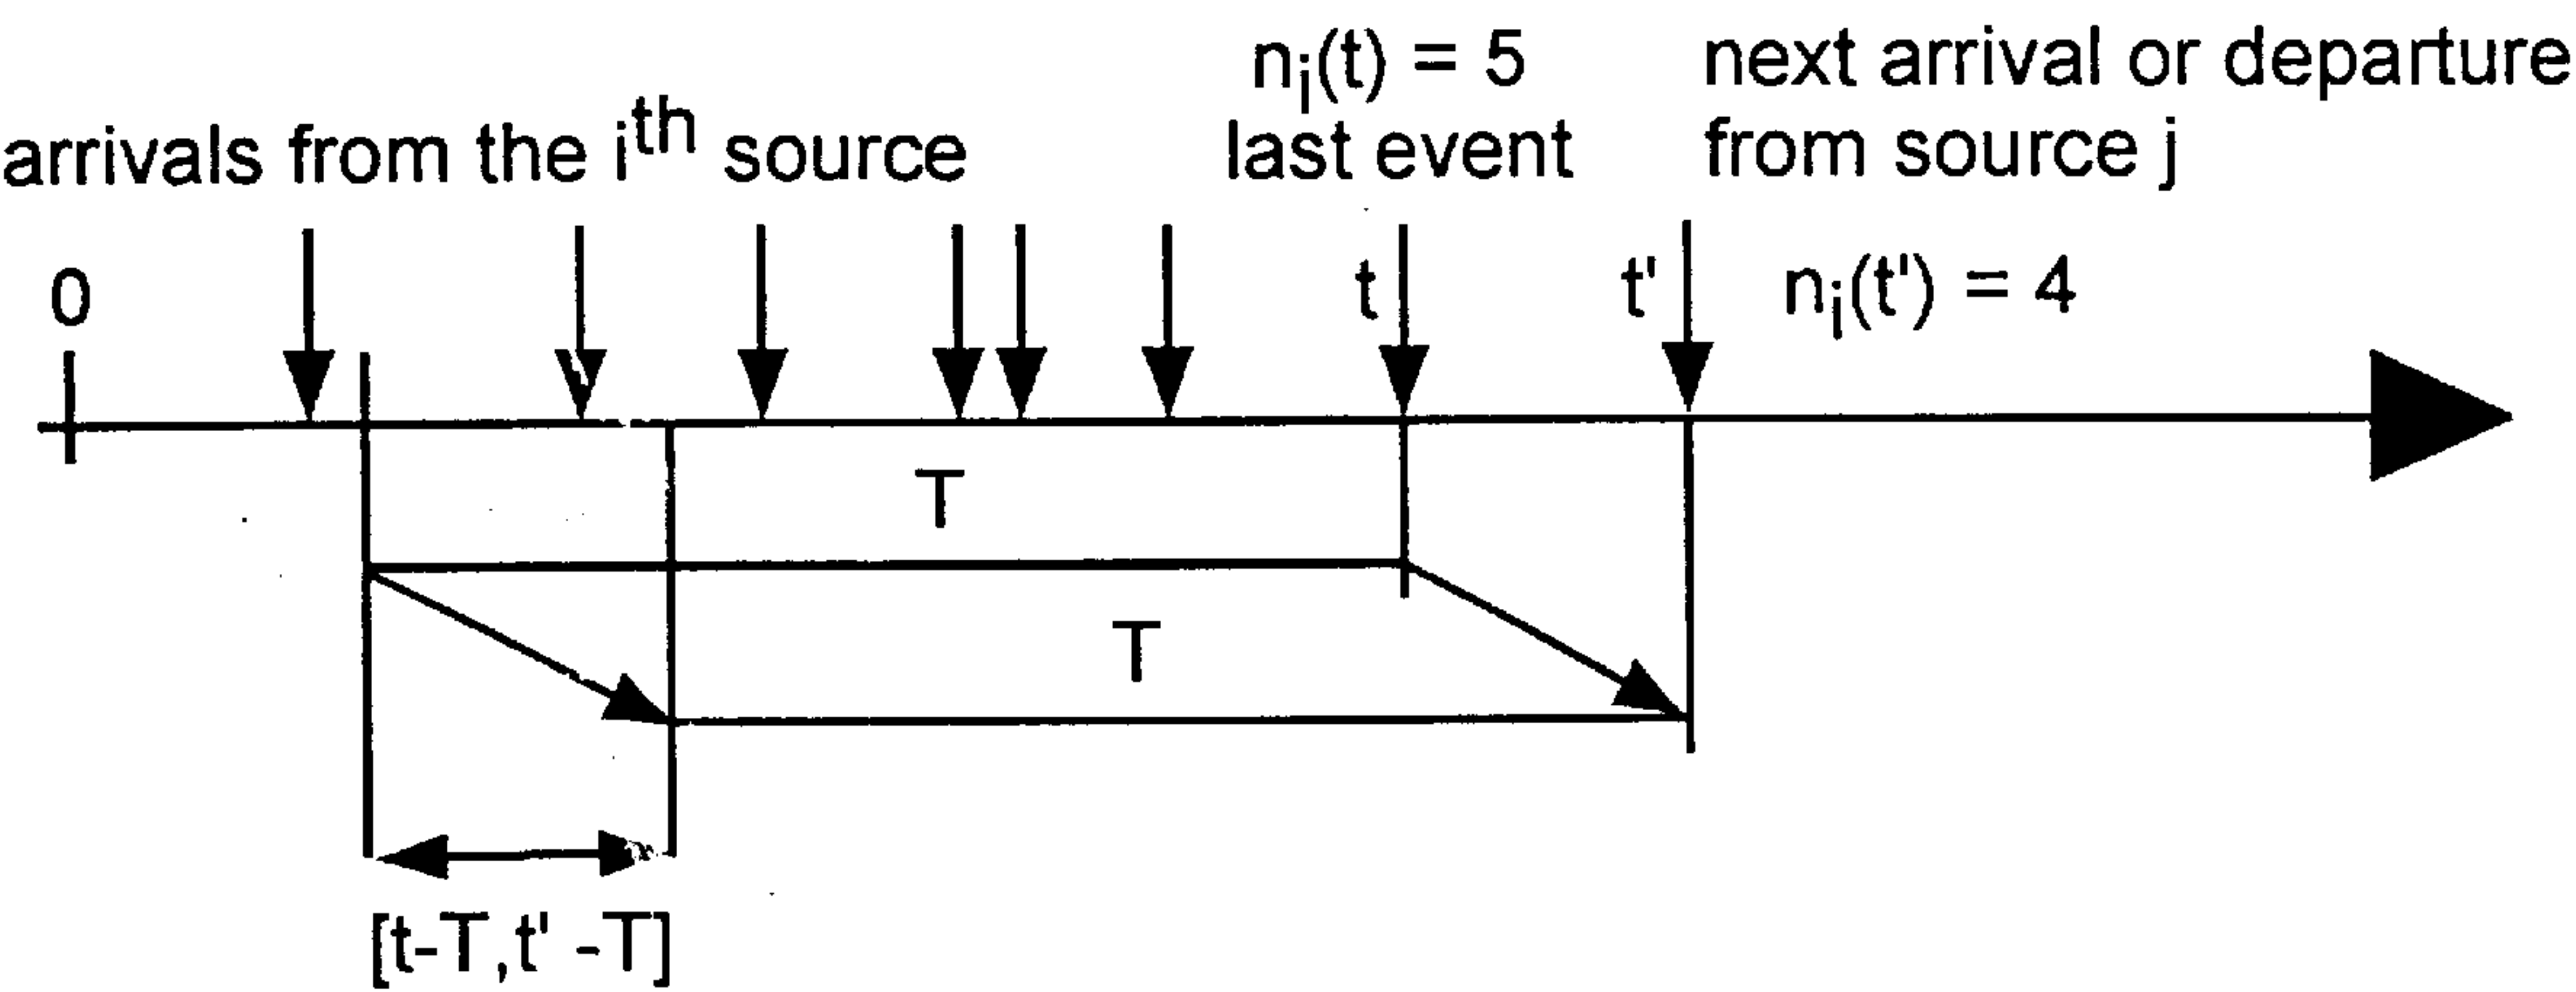 n_i(t) = 5
next arrival or departure
arrivals from the i^th source
last event
from source j
0
t
t'
n_i(t') = 4
T
T
[t-T,t' -T]